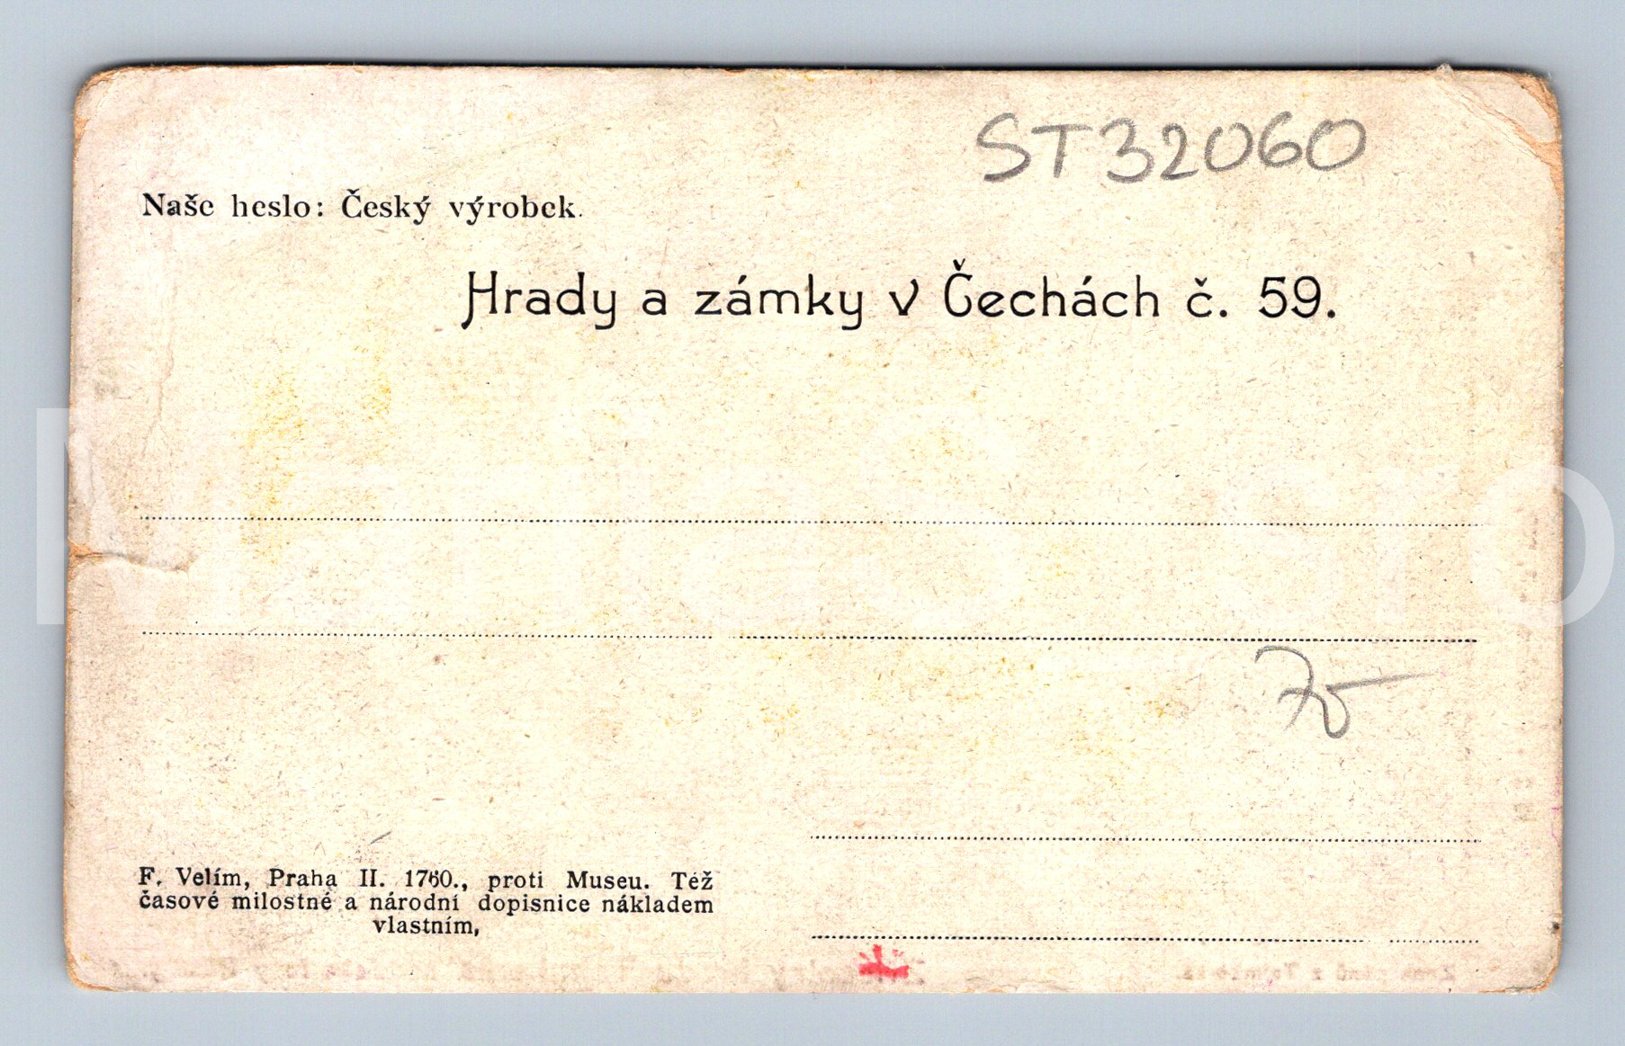 ST32060
Naše heslo: Český výrobek.
Hrady a zámky v Čechách č. 59.
F. Velím, Praha II. 1760., proti Museu. Též
časové milostné a národní dopisnice nákladem
vlastním,